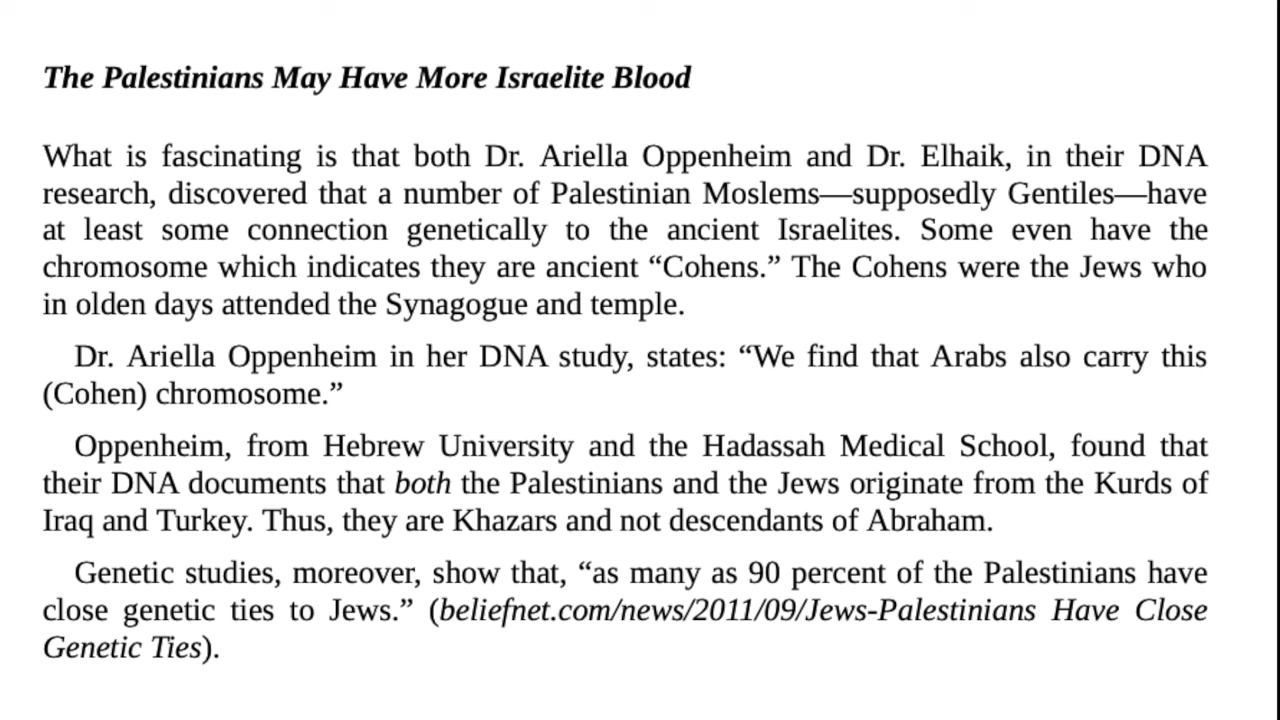 The Palestinians May Have More Israelite Blood
What is fascinating is that both Dr. Ariella Oppenheim and Dr. Elhaik, in their DNA
research, discovered that a number of Palestinian Moslems—supposedly Gentiles—have
at least some connection genetically to the ancient Israelites. Some even have the
chromosome which indicates they are ancient “Cohens.” The Cohens were the Jews who
in olden days attended the Synagogue and temple.
Dr. Ariella Oppenheim in her DNA study, states: “We find that Arabs also carry this
(Cohen) chromosome.”
Oppenheim, from Hebrew University and the Hadassah Medical School, found that
their DNA documents that both the Palestinians and the Jews originate from the Kurds of
Iraq and Turkey. Thus, they are Khazars and not descendants of Abraham.
Genetic studies, moreover, show that, “as many as 90 percent of the Palestinians have
close genetic ties to Jews.” (beliefnet.com/news/2011/09/Jews-Palestinians Have Close
Genetic Ties).